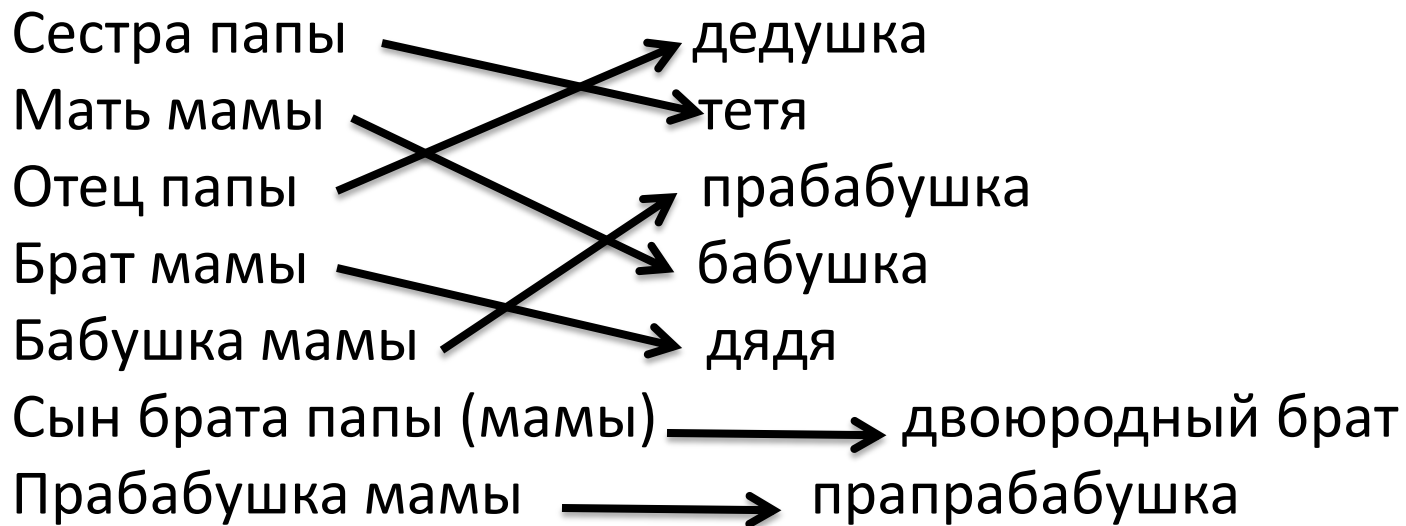 Сестра папы дедушка
Мать мамы тетя
Отец папы прабабушка
Брат мамы бабушка
Бабушка мамы дядя
Сын брата папы (мамы) двоюродный брат
Прабабушка мамы прапрабабушка